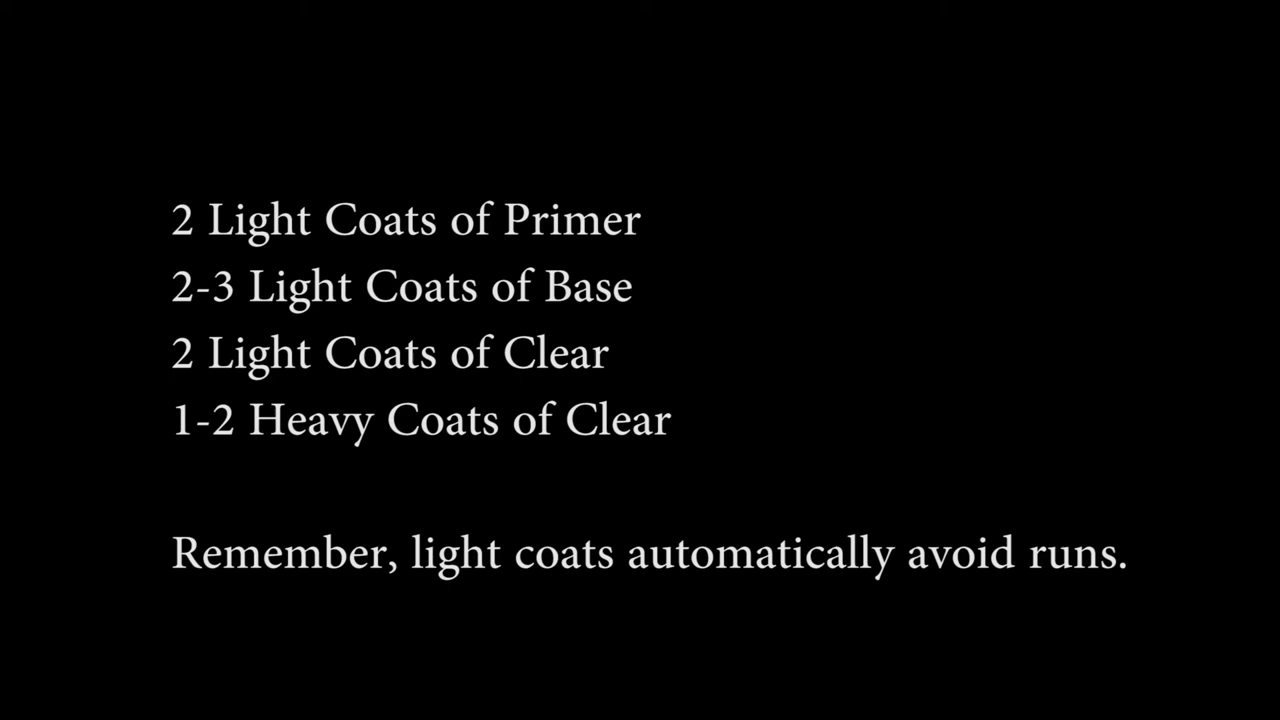 2 Light Coats of Primer
2-3 Light Coats of Base
2 Light Coats of Clear
1-2 Heavy Coats of Clear
Remember, light coats automatically avoid runs.